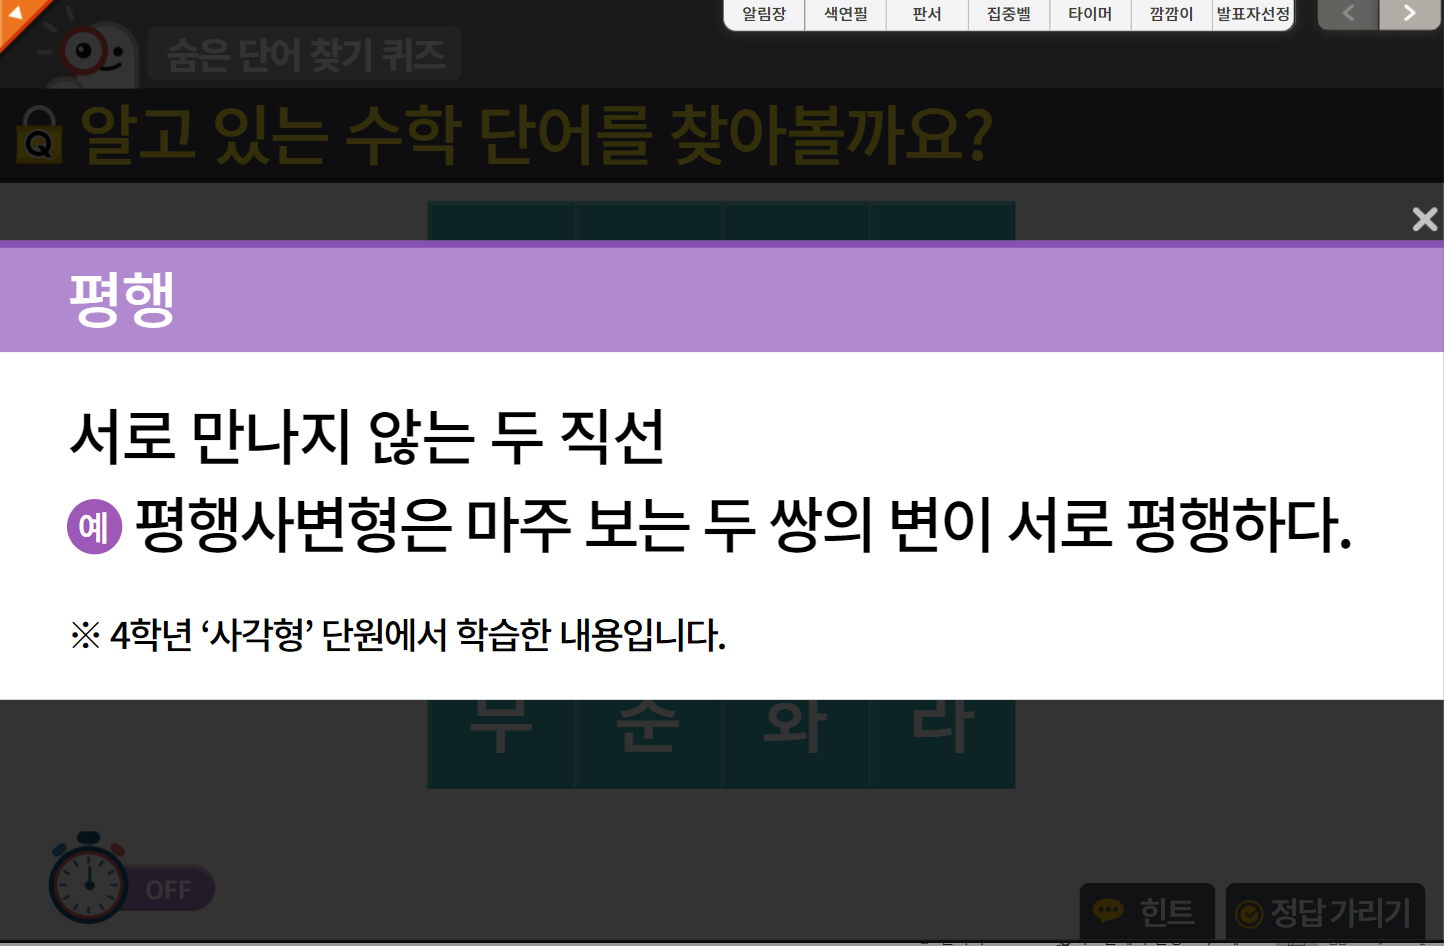 알림장 색연필 판서 집중벨 타이머 깜깜이 발표자선정
숨은 단어 찾기 퀴즈
Q 알고 있는 수학 단어를 찾아볼까요?
평행
서로 만나지 않는 두 직선
예 평행사변형은 마주 보는 두 쌍의 변이 서로 평행하다.
※ 4학년 ‘사각형’ 단원에서 학습한 내용입니다.
라
OFF
힌트 정답 가리기